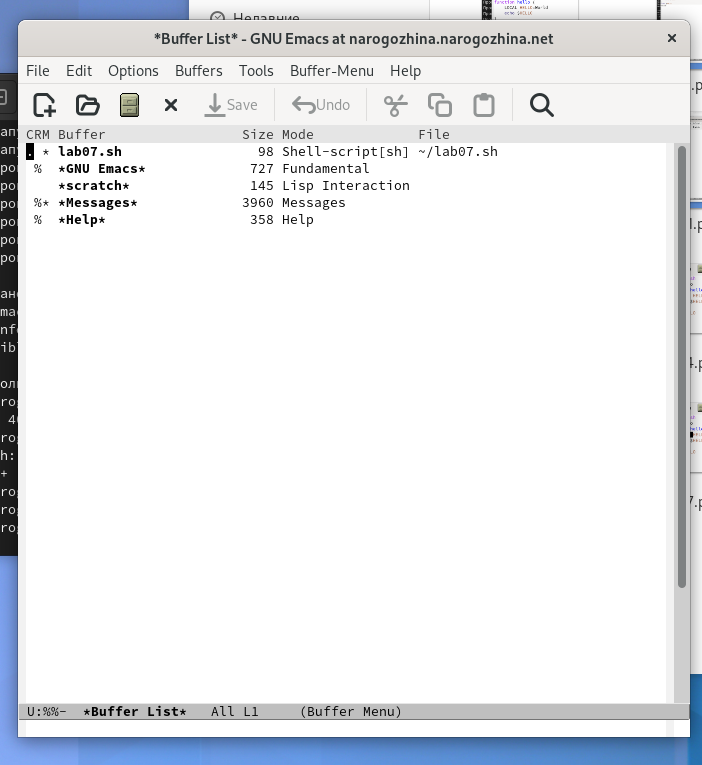 Недавние
*Buffer List* - GNU Emacs at narogozhina.narogozhina.net
File Edit Options Buffers Tools Buffer-Menu Help
Save Undo
CRM Buffer Size Mode File
. * lab07.sh 98 Shell-script[sh] ~/lab07.sh
% *GNU Emacs* 727 Fundamental
*scratch* 145 Lisp Interaction
%* *Messages* 3960 Messages
% *Help* 358 Help
U:%%- *Buffer List* All L1 (Buffer Menu)